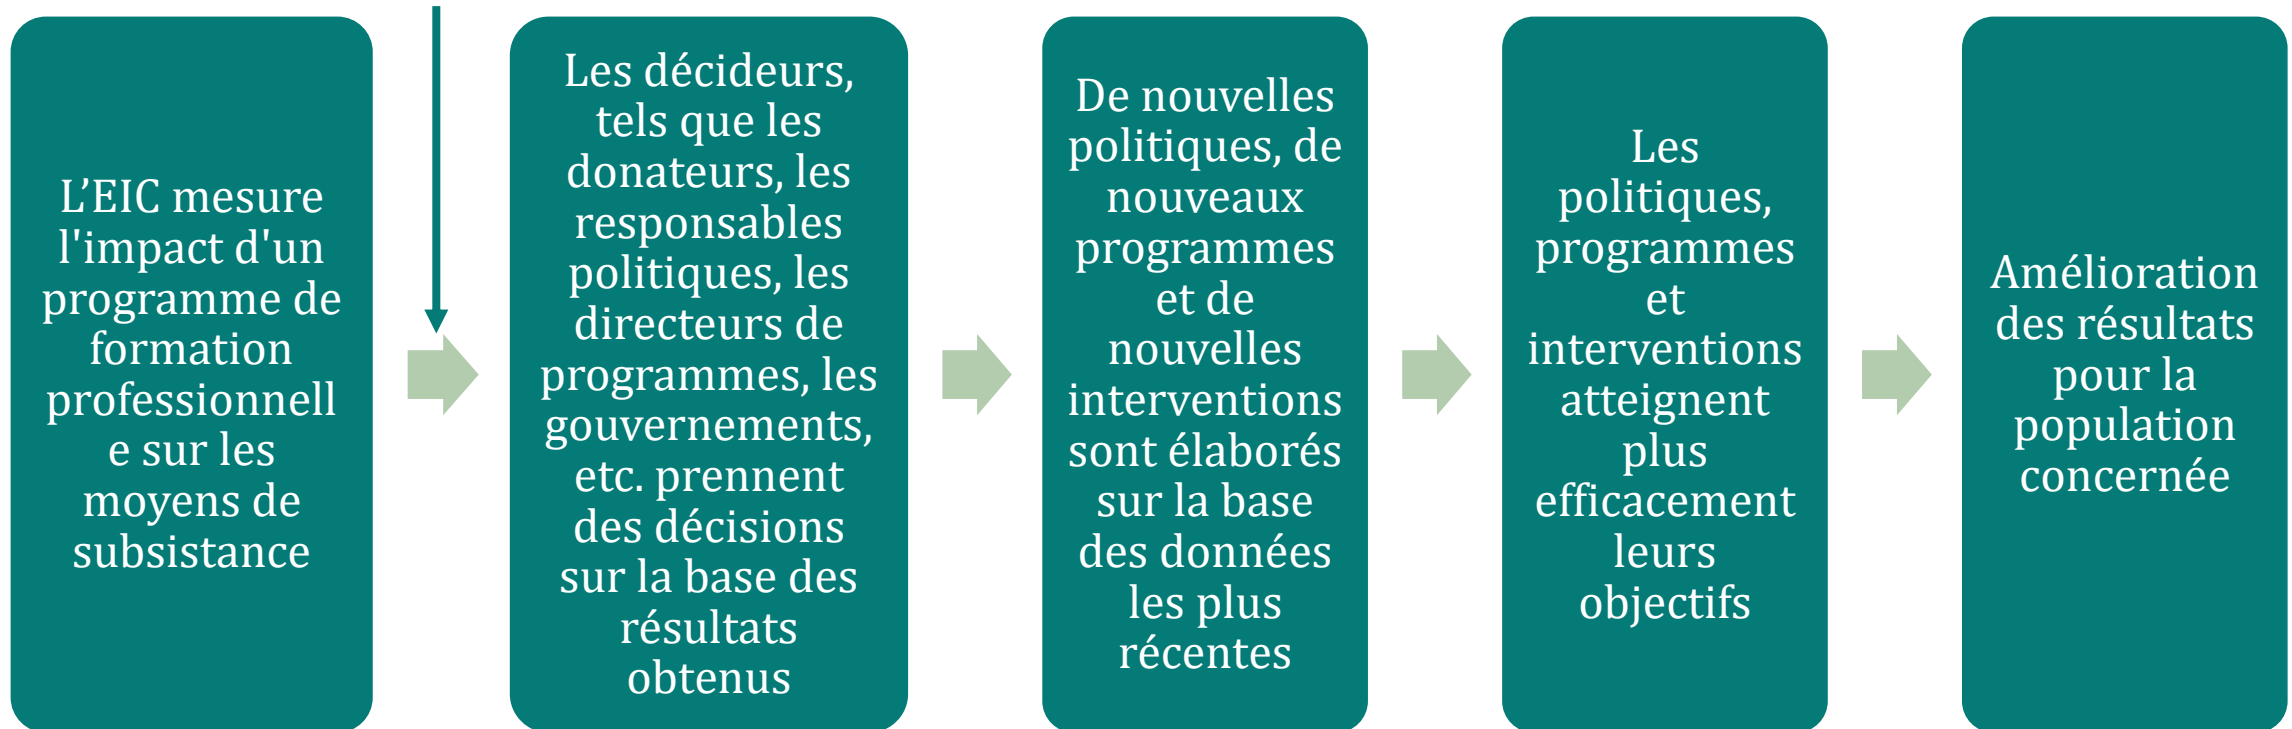 L’EIC mesure
l'impact d'un
programme de
formation
professionnell
e sur les
moyens de
subsistance
Les décideurs,
tels que les
donateurs, les
responsables
politiques, les
directeurs de
programmes, les
gouvernements,
etc. prennent
des décisions
sur la base des
résultats
obtenus
De nouvelles
politiques, de
nouveaux
programmes
et de
nouvelles
interventions
sont élaborés
sur la base
des données
les plus
récentes
Les
politiques,
programmes
et
interventions
atteignent
plus
efficacement
leurs
objectifs
Amélioration
des résultats
pour la
population
concernée